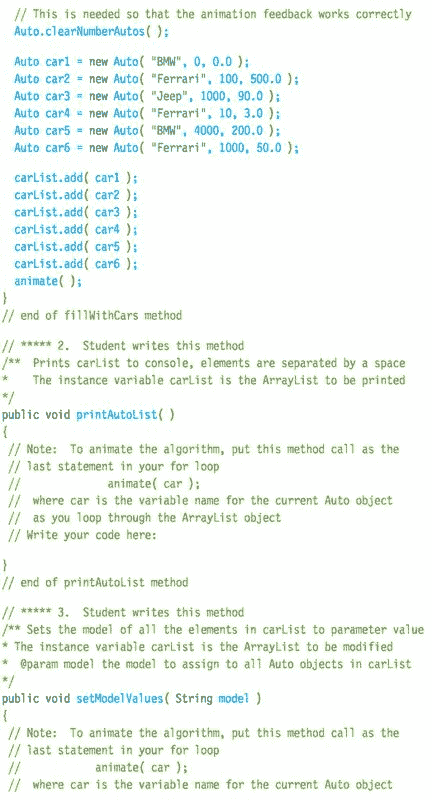 // This is needed so that the animation feedback works correctly
Auto.clearNumberAutos( );
Auto car1 = new Auto( "BMW", 0, 0.0 );
Auto car2 = new Auto( "Ferrari", 100, 500.0 );
Auto car3 = new Auto( "Jeep", 1000, 90.0 );
Auto car4 = new Auto( "Ferrari", 10, 3.0 );
Auto car5 = new Auto( "BMW", 4000, 200.0 );
Auto car6 = new Auto( "Ferrari", 1000, 50.0 );
carList.add( car1 );
carList.add( car2 );
carList.add( car3 );
carList.add( car4 );
carList.add( car5 );
carList.add( car6 );
animate( );
}
// end of fillWithCars method
// ***** 2. Student writes this method
/** Prints carList to console, elements are separated by a space
* The instance variable carList is the ArrayList to be printed
*/
public void printAutoList( )
{
// Note: To animate the algorithm, put this method call as the
// last statement in your for loop
// animate( car );
// where car is the variable name for the current Auto object
// as you loop through the ArrayList object
// Write your code here:
}
// end of printAutoList method
// ***** 3. Student writes this method
/** Sets the model of all the elements in carList to parameter value
* The instance variable carList is the ArrayList to be modified
* @param model the model to assign to all Auto objects in carList
*/
public void setModelValues( String model )
{
// Note: To animate the algorithm, put this method call as the
// last statement in your for loop
// animate( car );
// where car is the variable name for the current Auto object